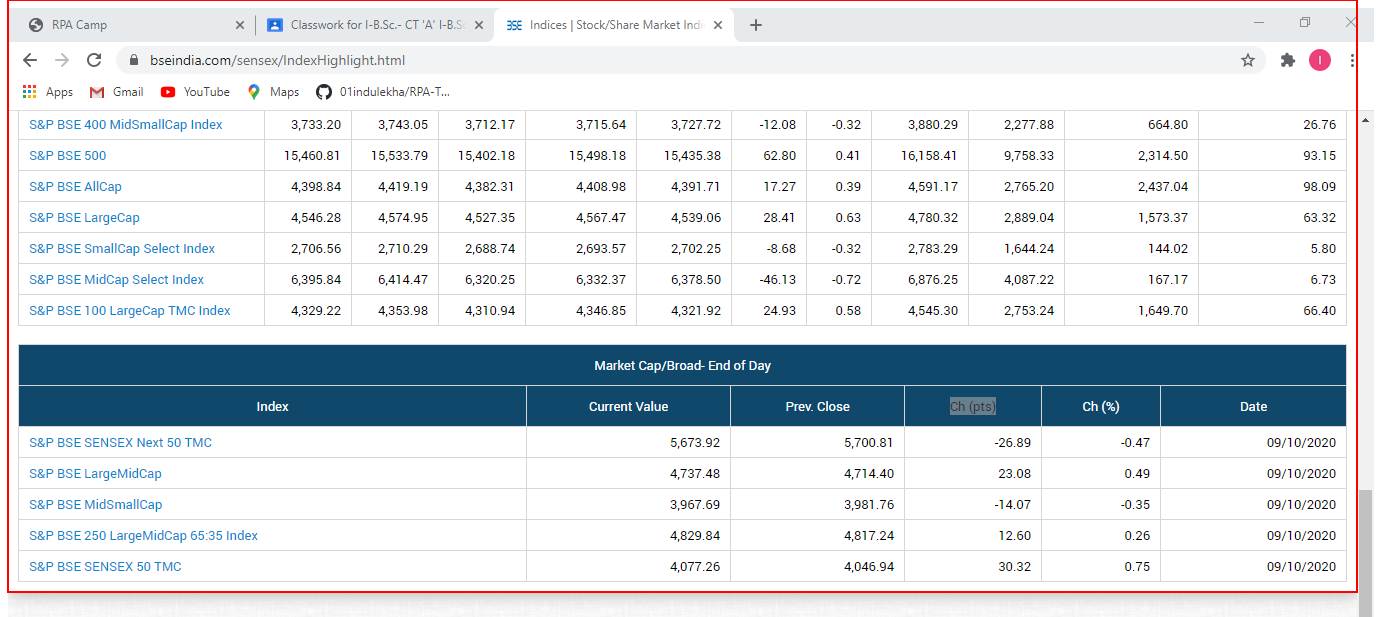 RPA Camp
Classwork for I-B.Sc.- CT 'A' I-B.Sc
BSE Indices | Stock/Share Market Indi
bseindia.com/sensex/IndexHighlight.html
I
Apps Gmail YouTube Maps 01indulekha/RPA-T...
S&P BSE 400 MidSmallCap Index 3,733.20 3,743.05 3,712.17 3,715.64 3,727.72 -12.08 -0.32 3,880.29 2,277.88 664.80 26.76
S&P BSE 500 15,460.81 15,533.79 15,402.18 15,498.18 15,435.38 62.80 0.41 16,158.41 9,758.33 2,314.50 93.15
S&P BSE AllCap 4,398.84 4,419.19 4,382.31 4,408.98 4,391.71 17.27 0.39 4,591.17 2,765.20 2,437.04 98.09
S&P BSE LargeCap 4,546.28 4,574.95 4,527.35 4,567.47 4,539.06 28.41 0.63 4,780.32 2,889.04 1,573.37 63.32
S&P BSE SmallCap Select Index 2,706.56 2,710.29 2,688.74 2,693.57 2,702.25 -8.68 -0.32 2,783.29 1,644.24 144.02 5.80
S&P BSE MidCap Select Index 6,395.84 6,414.47 6,320.25 6,332.37 6,378.50 -46.13 -0.72 6,876.25 4,087.22 167.17 6.73
S&P BSE 100 LargeCap TMC Index 4,329.22 4,353.98 4,310.94 4,346.85 4,321.92 24.93 0.58 4,545.30 2,753.24 1,649.70 66.40
Market Cap/Broad- End of Day
Index Current Value Prev. Close Ch (pts) Ch (%) Date
S&P BSE SENSEX Next 50 TMC 5,673.92 5,700.81 -26.89 -0.47 09/10/2020
S&P BSE LargeMidCap 4,737.48 4,714.40 23.08 0.49 09/10/2020
S&P BSE MidSmallCap 3,967.69 3,981.76 -14.07 -0.35 09/10/2020
S&P BSE 250 LargeMidCap 65:35 Index 4,829.84 4,817.24 12.60 0.26 09/10/2020
S&P BSE SENSEX 50 TMC 4,077.26 4,046.94 30.32 0.75 09/10/2020